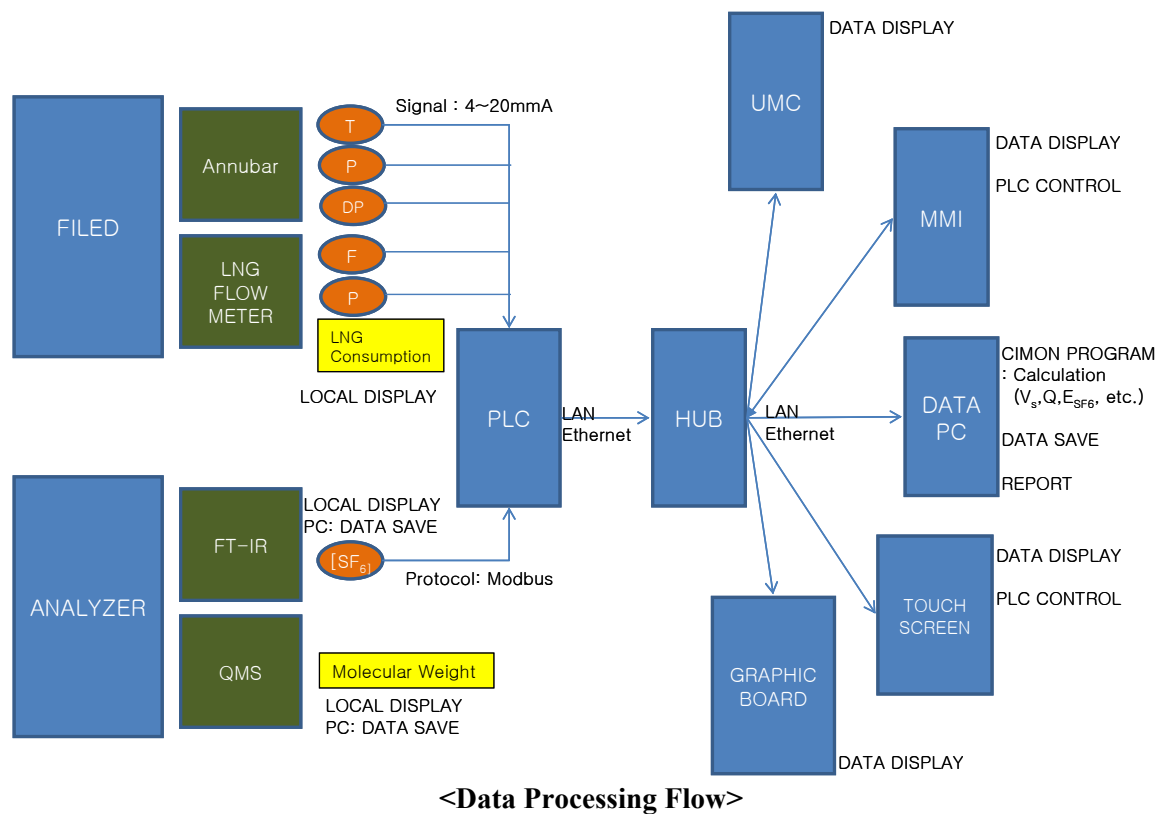 FILED
Annubar
T
P
DP
Signal : 4~20mmA
LNG
FLOW
METER
F
P
LNG
Consumption
LOCAL DISPLAY
ANALYZER
FT-IR
LOCAL DISPLAY
PC: DATA SAVE
[SF6]
Protocol: Modbus
QMS
Molecular Weight
LOCAL DISPLAY
PC: DATA SAVE
PLC
LAN
Ethernet
HUB
LAN
Ethernet
UMC
DATA DISPLAY
MMI
DATA DISPLAY
PLC CONTROL
DATA
PC
CIMON PROGRAM
: Calculation
(Vs,Q,ESF6, etc.)
DATA SAVE
REPORT
TOUCH
SCREEN
DATA DISPLAY
PLC CONTROL
GRAPHIC
BOARD
DATA DISPLAY
<Data Processing Flow>